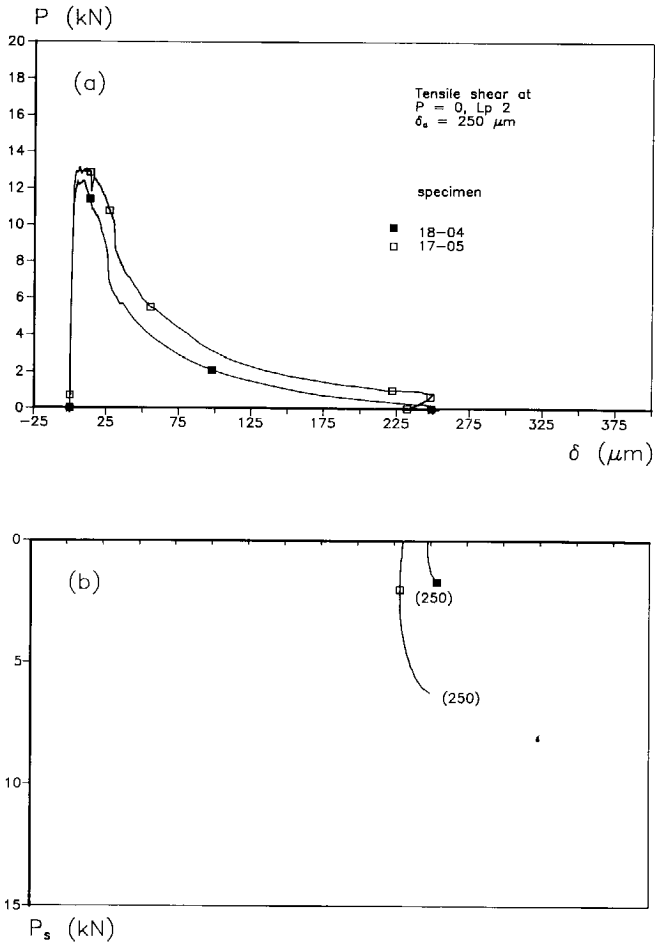 P (kN)
20
18
16
14
12
10
8
6
4
2
0
(a)
Tensile shear at
P = 0, Lp 2
δₐ = 250 μm
specimen
■ 18-04
□ 17-05
-25 25 75 125 175 225 275 325 375
δ (μm)
0
5
10
15
(b)
(250)
(250)
Pₛ (kN)